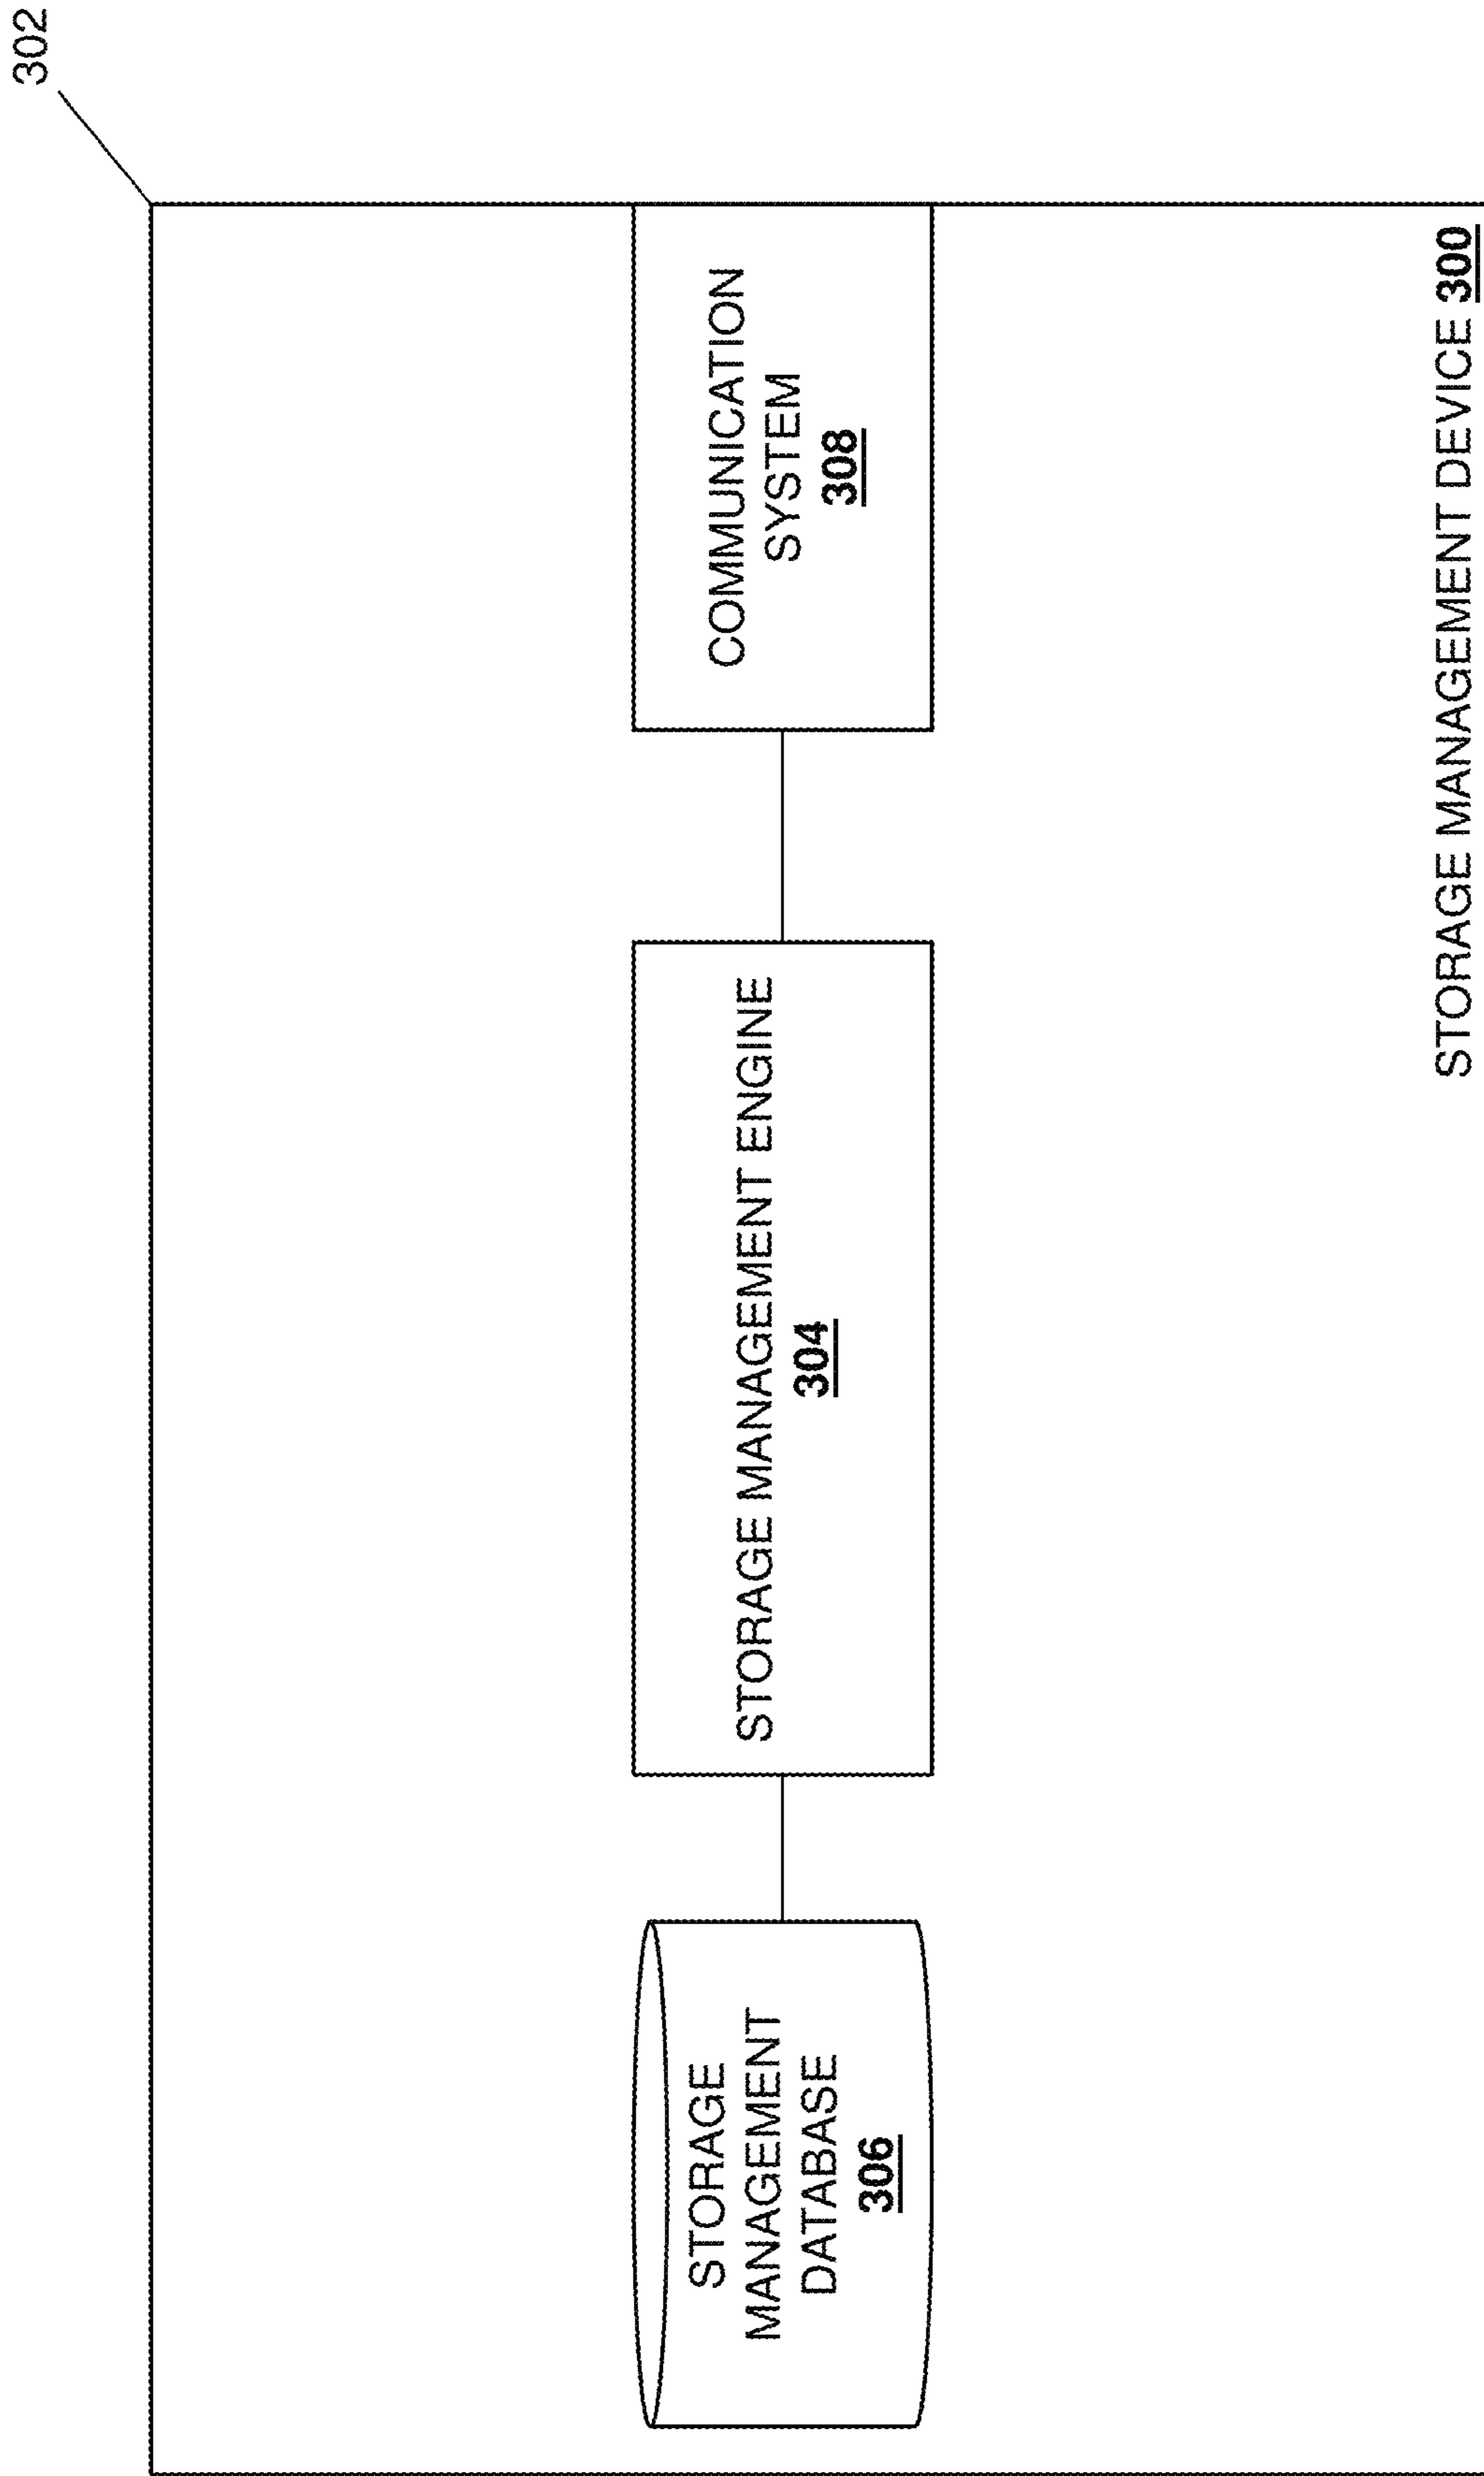 302
STORAGE
MANAGEMENT
DATABASE
306
STORAGE MANAGEMENT ENGINE
304
COMMUNICATION
SYSTEM
308
STORAGE MANAGEMENT DEVICE 300